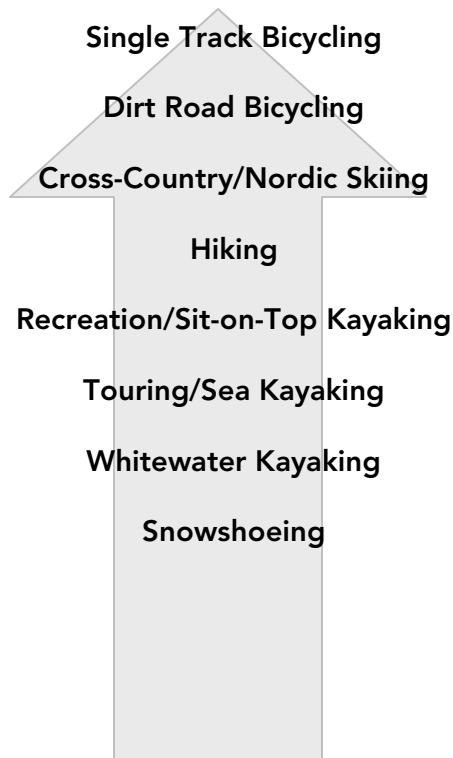 Single Track Bicycling
Dirt Road Bicycling
Cross-Country/Nordic Skiing
Hiking
Recreation/Sit-on-Top Kayaking
Touring/Sea Kayaking
Whitewater Kayaking
Snowshoeing